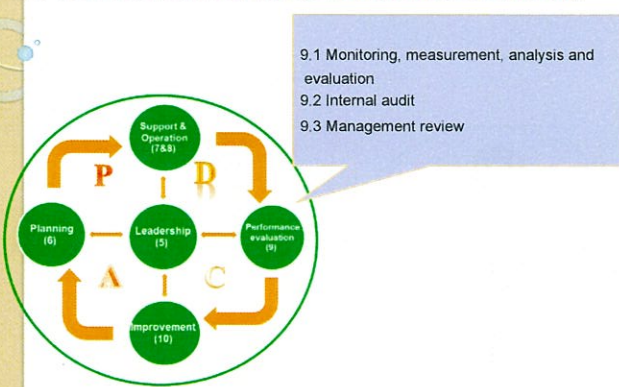 9.1 Monitoring, measurement, analysis and
evaluation
9.2 Internal audit
9.3 Management review
Support &
Operation
(7&8)
P
D
Planning
(6)
Leadership
(5)
Performance
evaluation
(9)
A
C
Improvement
(10)